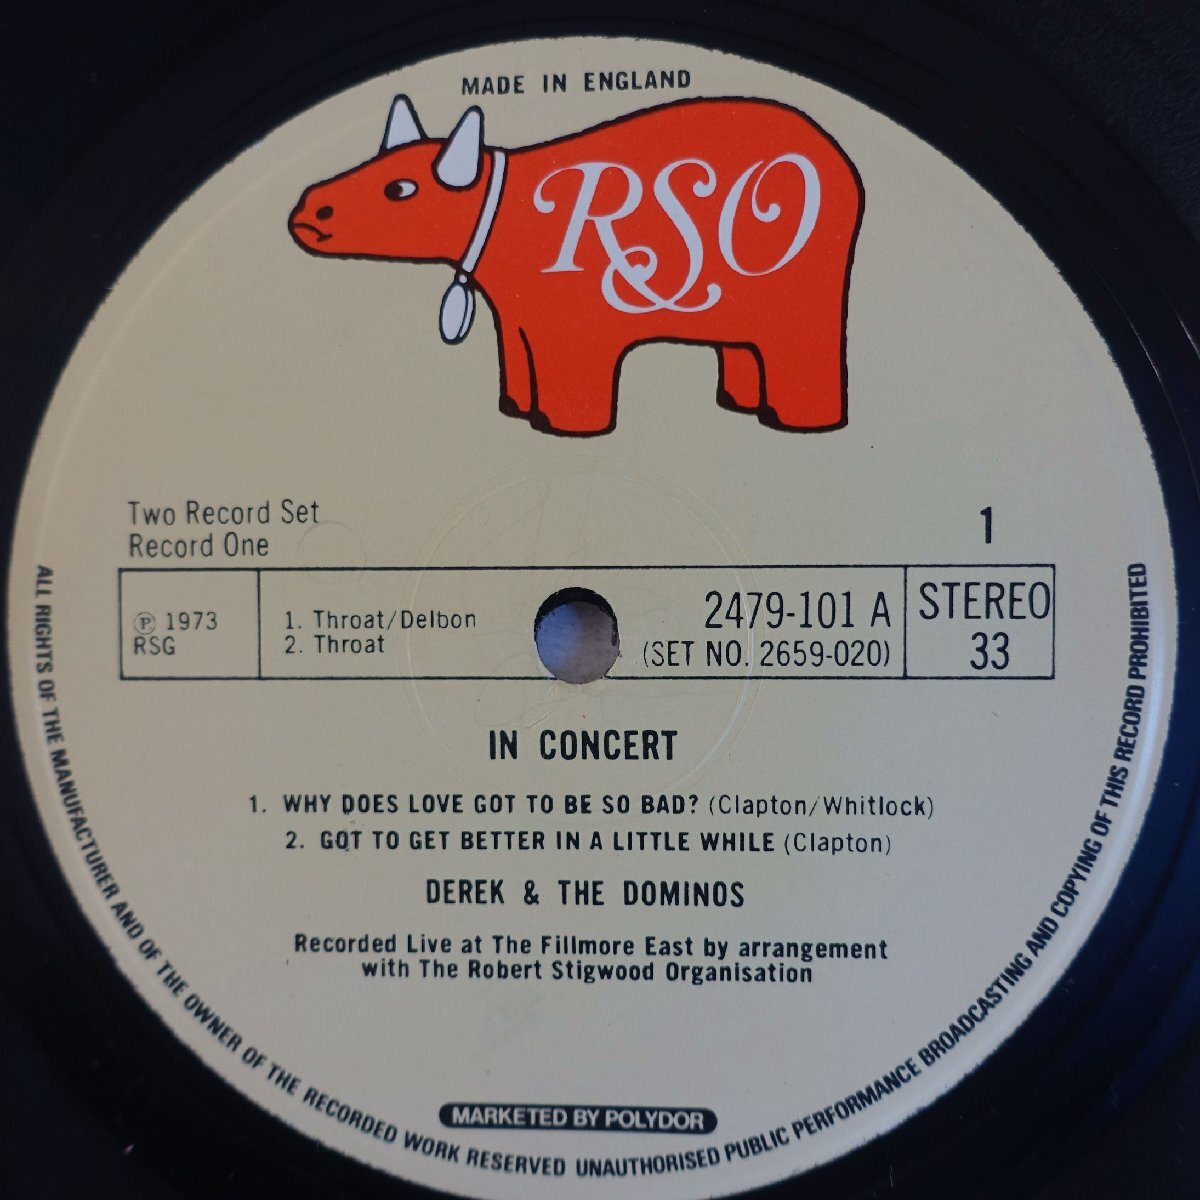 MADE IN ENGLAND
RSO
Two Record Set
Record One
1
℗ 1973
RSG
1. Throat/Delbon
2. Throat
2479-101 A
(SET NO. 2659-020)
STEREO
33
IN CONCERT
1. WHY DOES LOVE GOT TO BE SO BAD? (Clapton/Whitlock)
2. GOT TO GET BETTER IN A LITTLE WHILE (Clapton)
DEREK & THE DOMINOS
Recorded Live at The Fillmore East by arrangement
with The Robert Stigwood Organisation
MARKETED BY POLYDOR
ALL RIGHTS OF THE MANUFACTURER AND OF THE OWNER OF THE RECORDED WORK RESERVED UNAUTHORISED PUBLIC PERFORMANCE BROADCASTING AND COPYING OF THIS RECORD PROHIBITED